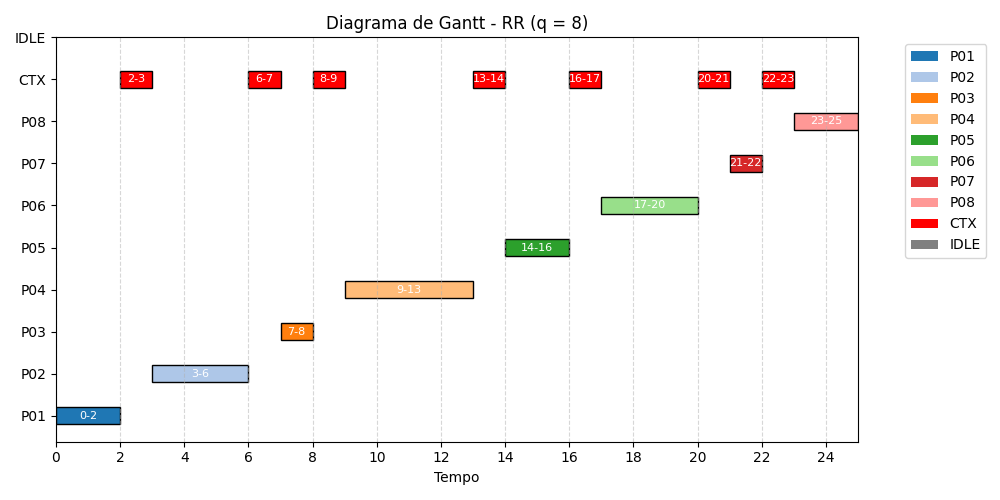 Diagrama de Gantt - RR (q = 8)
IDLE
CTX 2-3 6-7 8-9 13-14 16-17 20-21 22-23
P08 23-25
P07 21-22
P06 17-20
P05 14-16
P04 9-13
P03 7-8
P02 3-6
P01 0-2
0 2 4 6 8 10 12 14 16 18 20 22 24
Tempo
P01
P02
P03
P04
P05
P06
P07
P08
CTX
IDLE